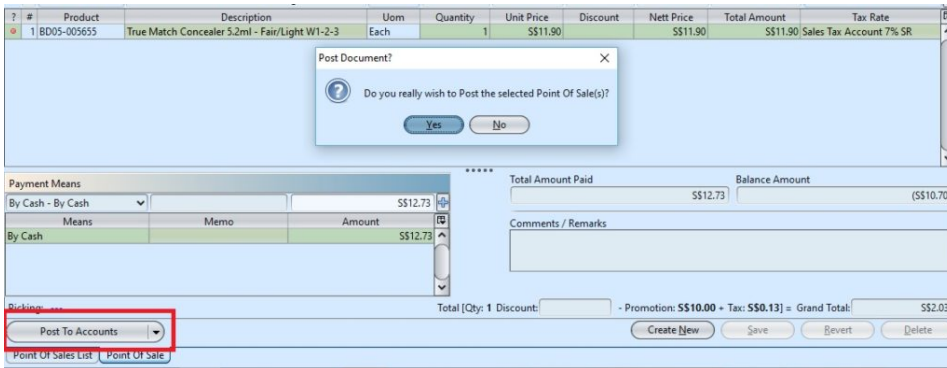 ? # Product Description Uom Quantity Unit Price Discount Nett Price Total Amount Tax Rate
1 BD05-005655 True Match Concealer 5.2ml - Fair/Light W1-2-3 Each 1 S$11.90 S$11.90 S$11.90 Sales Tax Account 7% SR
Post Document?
Do you really wish to Post the selected Point Of Sale(s)?
Yes No
Payment Means Total Amount Paid Balance Amount
By Cash - By Cash S$12.73 S$12.73 (S$10.70
Means Memo Amount Comments / Remarks
By Cash S$12.73
Picking: ---
Total [Qty: 1 Discount: - Promotion: S$10.00 + Tax: S$0.13] = Grand Total: S$2.03
Post To Accounts Create New Save Revert Delete
Point Of Sales List Point Of Sale